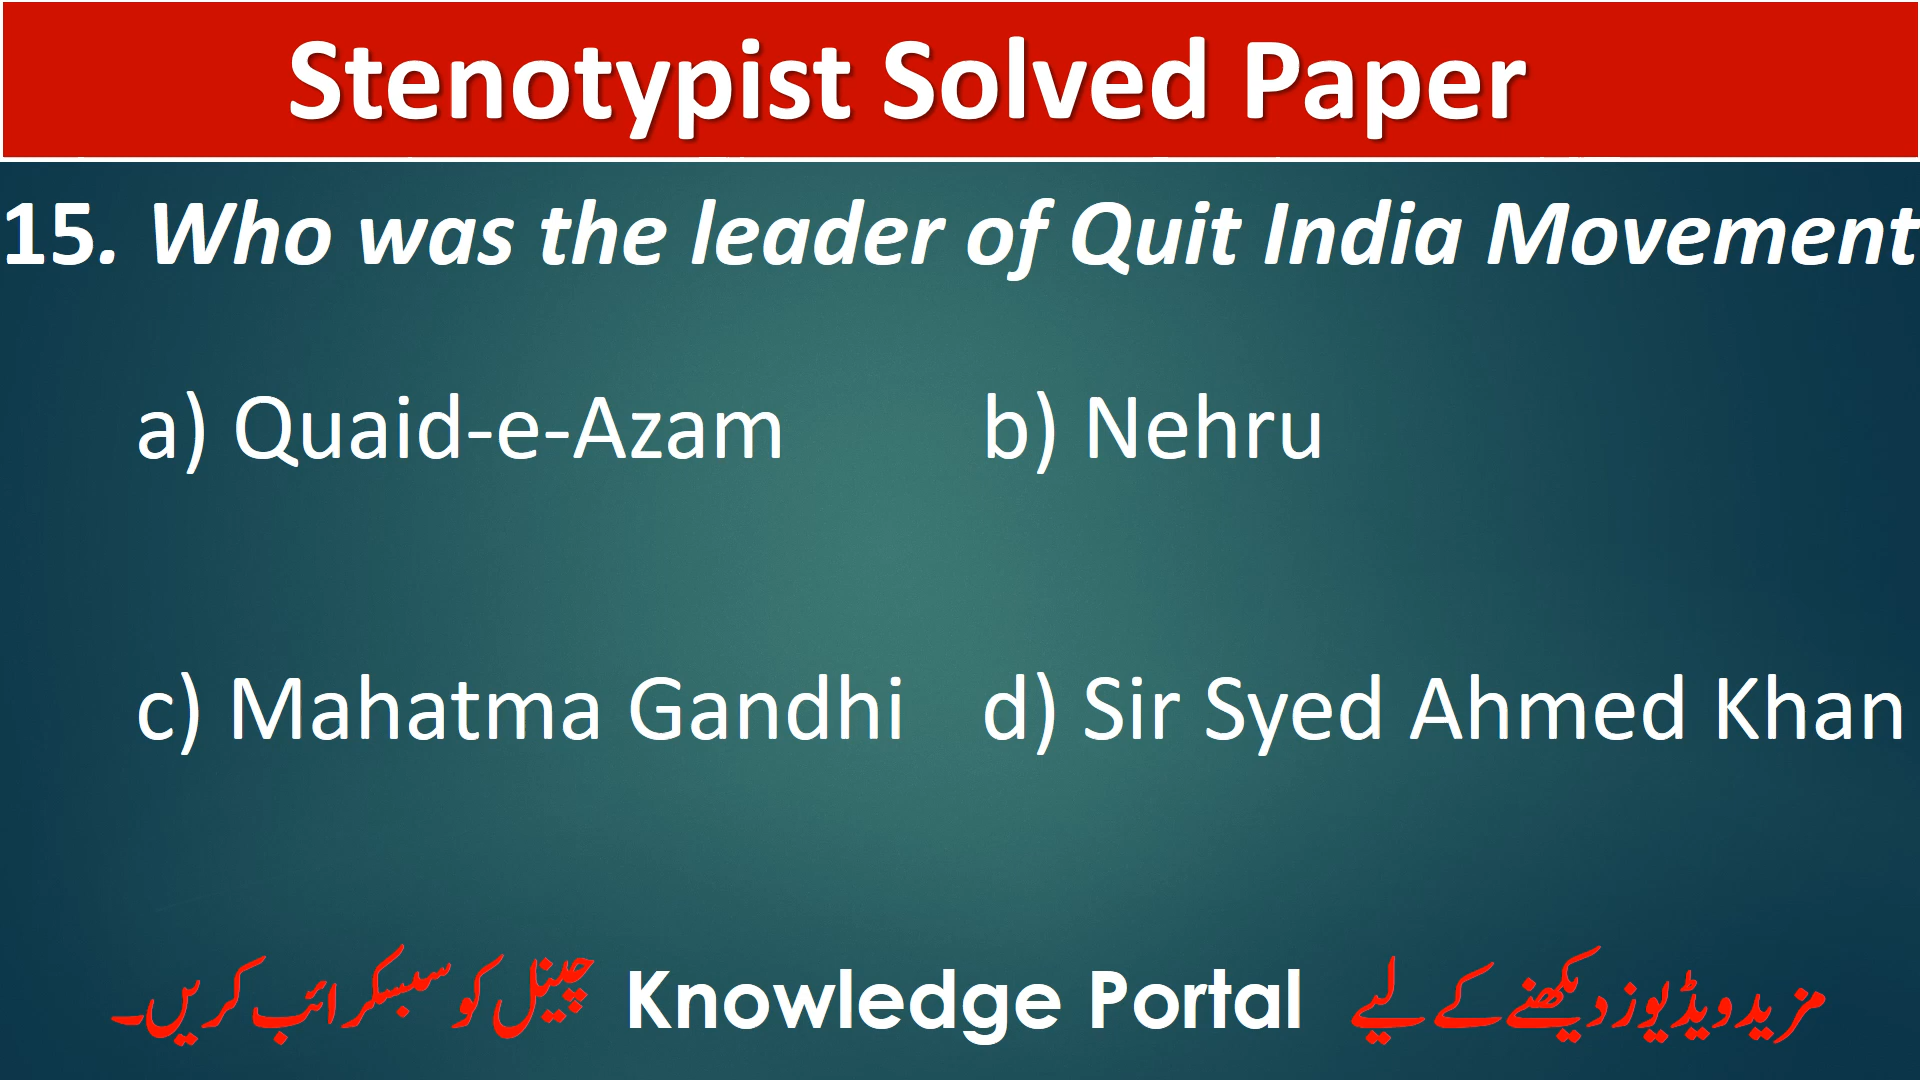 Stenotypist Solved Paper
15. Who was the leader of Quit India Movement
a) Quaid-e-Azam b) Nehru
c) Mahatma Gandhi d) Sir Syed Ahmed Khan
مزید ویڈیوز دیکھنے کے لیے Knowledge Portal چینل کو سبسکرائب کریں۔